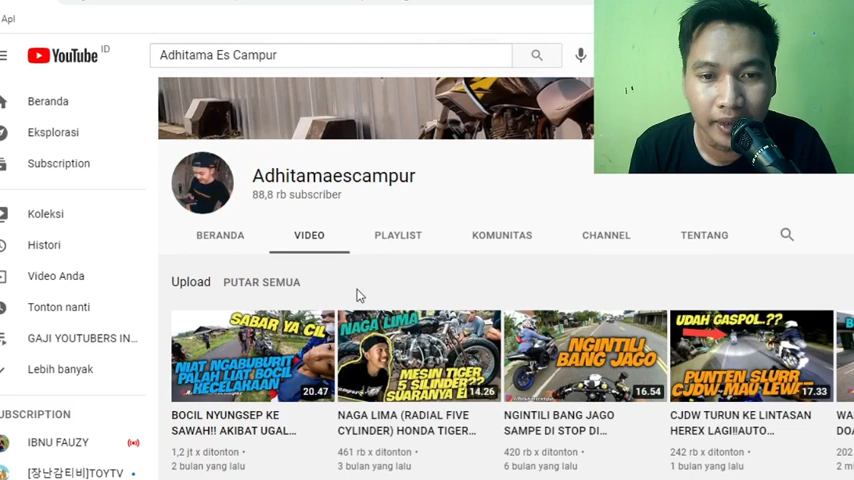 Apl
YouTube ID
Adhitama Es Campur
Beranda
Eksplorasi
Subscription
Koleksi
Histori
Video Anda
Tonton nanti
GAJI YOUTUBERS IN...
Lebih banyak
SUBSCRIPTION
IBNU FAUZY
[장난감티비]TOYTV
Adhitamaescampur
88,8 rb subscriber
BERANDA
VIDEO
PLAYLIST
KOMUNITAS
CHANNEL
TENTANG
Upload
PUTAR SEMUA
SABAR YA CIL
NIAT NGABUBURIT
PALAH LIAT BOCIL
KECELAKAAN
20.47
BOCIL NYUNGSEP KE
SAWAH!! AKIBAT UGAL...
1,2 jt x ditonton •
2 bulan yang lalu
NAGA LIMA
MESIN TIGER
5 SILINDER??
SUARANYA
14.26
NAGA LIMA (RADIAL FIVE
CYLINDER) HONDA TIGER...
461 rb x ditonton •
3 bulan yang lalu
NGINTILI
BANG JAGO
16.54
NGINTILI BANG JAGO
SAMPE DI STOP DI...
420 rb x ditonton •
6 bulan yang lalu
UDAH GASPOL..??
PUNTEN SLURR
CJDW MAU LEWAT
17.33
CJDW TURUN KE LINTASAN
HEREX LAGI!!AUTO...
242 rb x ditonton •
1 bulan yang lalu
WA
DOA
202
2 m